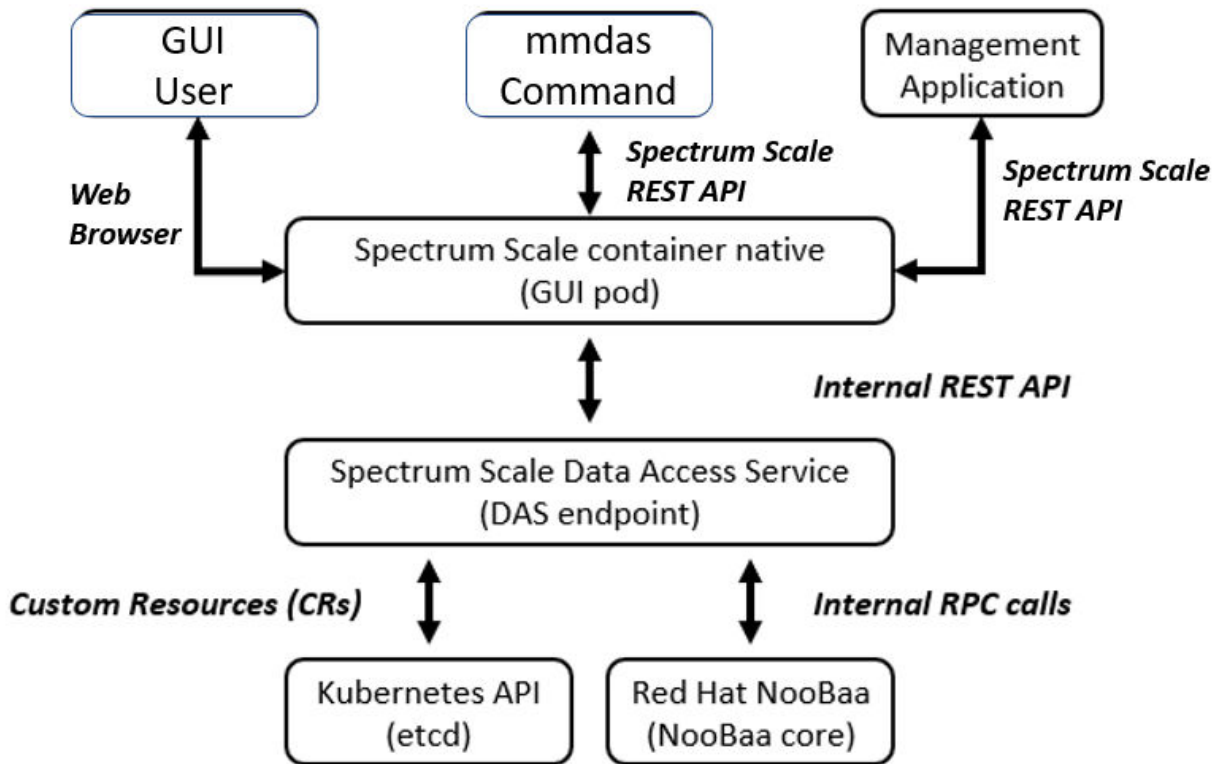 GUI
User
mmdas
Command
Management
Application
Web
Browser
Spectrum Scale
REST API
Spectrum Scale
REST API
Spectrum Scale container native
(GUI pod)
Internal REST API
Spectrum Scale Data Access Service
(DAS endpoint)
Custom Resources (CRs)
Internal RPC calls
Kubernetes API
(etcd)
Red Hat NooBaa
(NooBaa core)